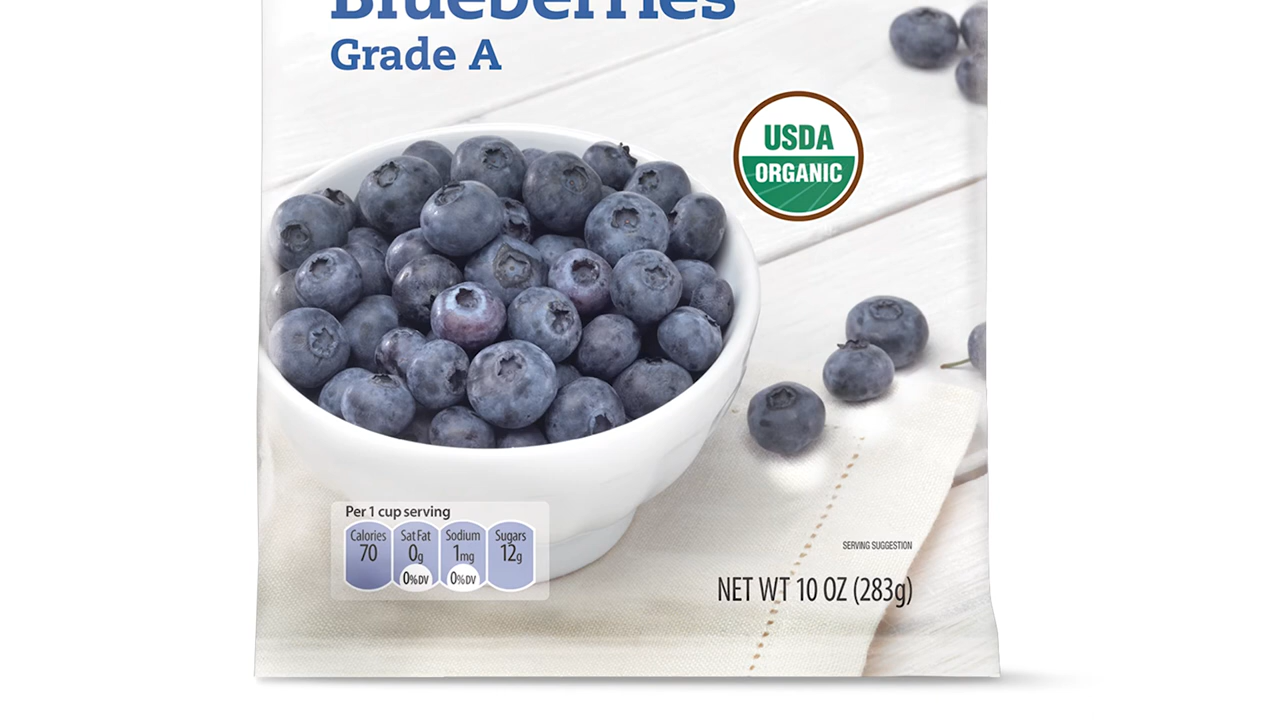 Blueberries
Grade A
USDA
ORGANIC
Per 1 cup serving
Calories
70
Sat Fat
0g
0%DV
Sodium
1mg
0%DV
Sugars
12g
SERVING SUGGESTION
NET WT 10 OZ (283g)